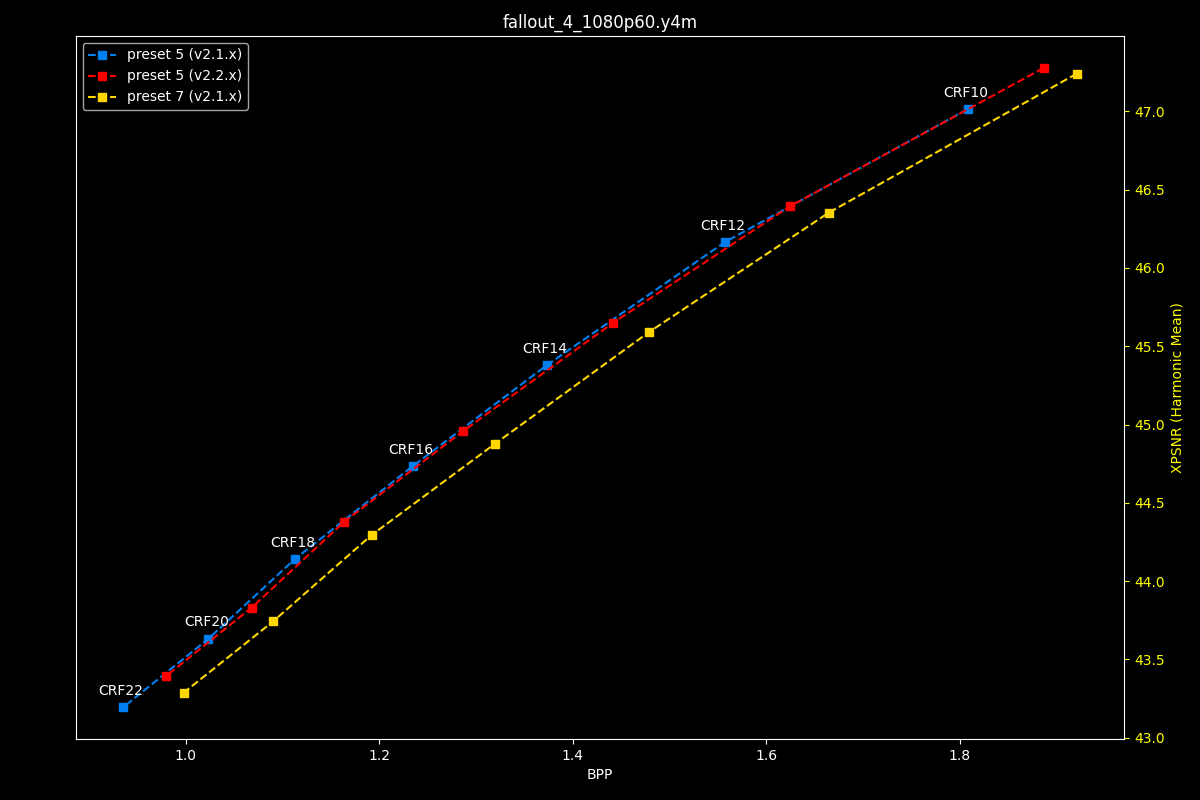 fallout_4_1080p60.y4m
preset 5 (v2.1.x)
preset 5 (v2.2.x)
preset 7 (v2.1.x)
CRF10
CRF12
CRF14
CRF16
CRF18
CRF20
CRF22
47.0
46.5
46.0
45.5
45.0
44.5
44.0
43.5
43.0
XPSNR (Harmonic Mean)
1.0 1.2 1.4 1.6 1.8
BPP